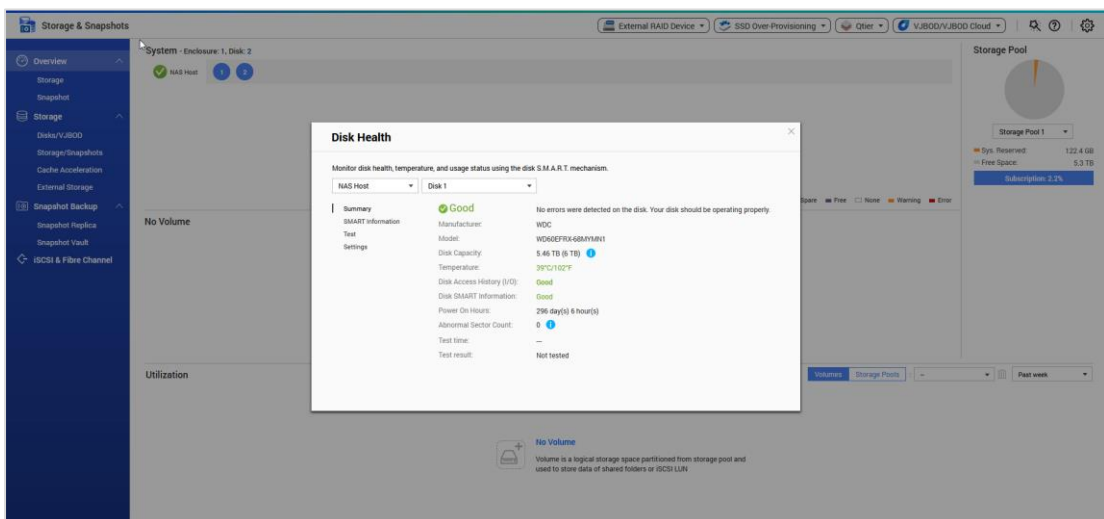 Storage & Snapshots
External RAID Device
SSD Over-Provisioning
Qtier
VJBOD/VJBOD Cloud
Overview
Storage
Snapshot
Storage
Disks/VJBOD
Storage/Snapshots
Cache Acceleration
External Storage
Snapshot Backup
Snapshot Replica
Snapshot Vault
iSCSI & Fibre Channel
System - Enclosure: 1, Disk: 2
NAS Host 1 2
Storage Pool
Storage Pool 1
Sys. Reserved: 122.4 GB
Free Space: 5.3 TB
Subscription: 2.2%
Disk Health
Monitor disk health, temperature, and usage status using the disk S.M.A.R.T. mechanism.
NAS Host Disk 1
Summary
SMART Information
Test
Settings
Good No errors were detected on the disk. Your disk should be operating properly.
Manufacturer: WDC
Model: WD60EFRX-68MYMN1
Disk Capacity: 5.46 TB (6 TB)
Temperature: 39°C/102°F
Disk Access History (I/O): Good
Disk SMART Information: Good
Power On Hours: 296 day(s) 6 hour(s)
Abnormal Sector Count: 0
Test time: ---
Test result: Not tested
Spare Free None Warning Error
No Volume
Utilization
Volumes Storage Pools : -- Past week
No Volume
Volume is a logical storage space partitioned from storage pool and
used to store data of shared folders or iSCSI LUN